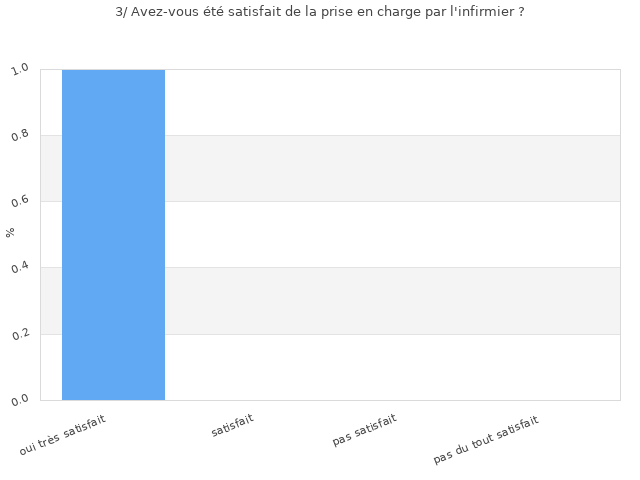 3/ Avez-vous été satisfait de la prise en charge par l'infirmier ?
1.0
0.8
0.6
%
0.4
0.2
0.0
oui très satisfait
satisfait
pas satisfait
pas du tout satisfait